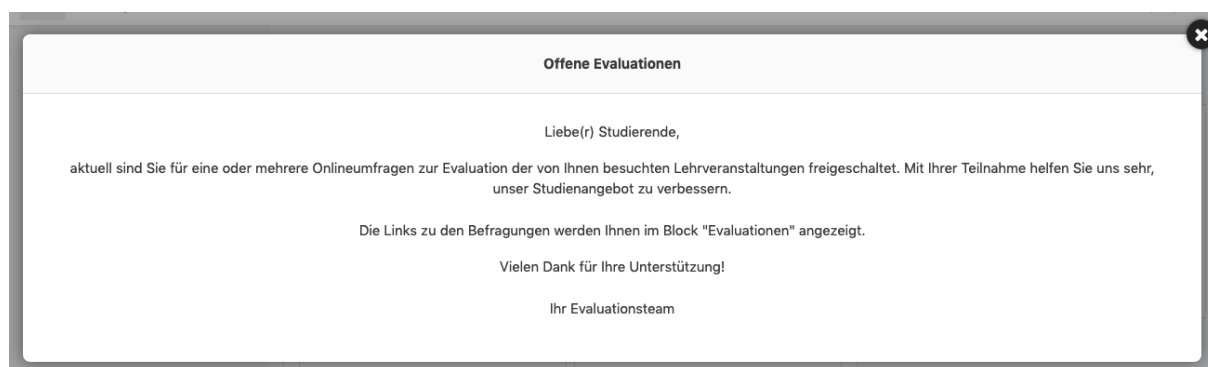 Offene Evaluationen
Liebe(r) Studierende,
aktuell sind Sie für eine oder mehrere Onlineumfragen zur Evaluation der von Ihnen besuchten Lehrveranstaltungen freigeschaltet. Mit Ihrer Teilnahme helfen Sie uns sehr,
unser Studienangebot zu verbessern.
Die Links zu den Befragungen werden Ihnen im Block "Evaluationen" angezeigt.
Vielen Dank für Ihre Unterstützung!
Ihr Evaluationsteam